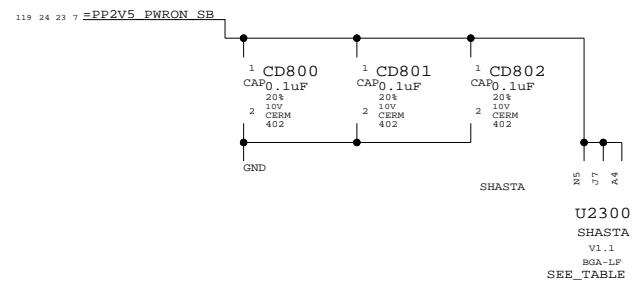 119 24 23 7 =PP2V5_PWRON_SB
1 CD800 1 CD801 1 CD802
CAP 0.1uF CAP 0.1uF CAP 0.1uF
20% 20% 20%
2 10V 2 10V 2 10V
CERM CERM CERM
402 402 402
GND
SHASTA
N5 J7 A4
U2300
SHASTA
V1.1
BGA-LF
SEE_TABLE